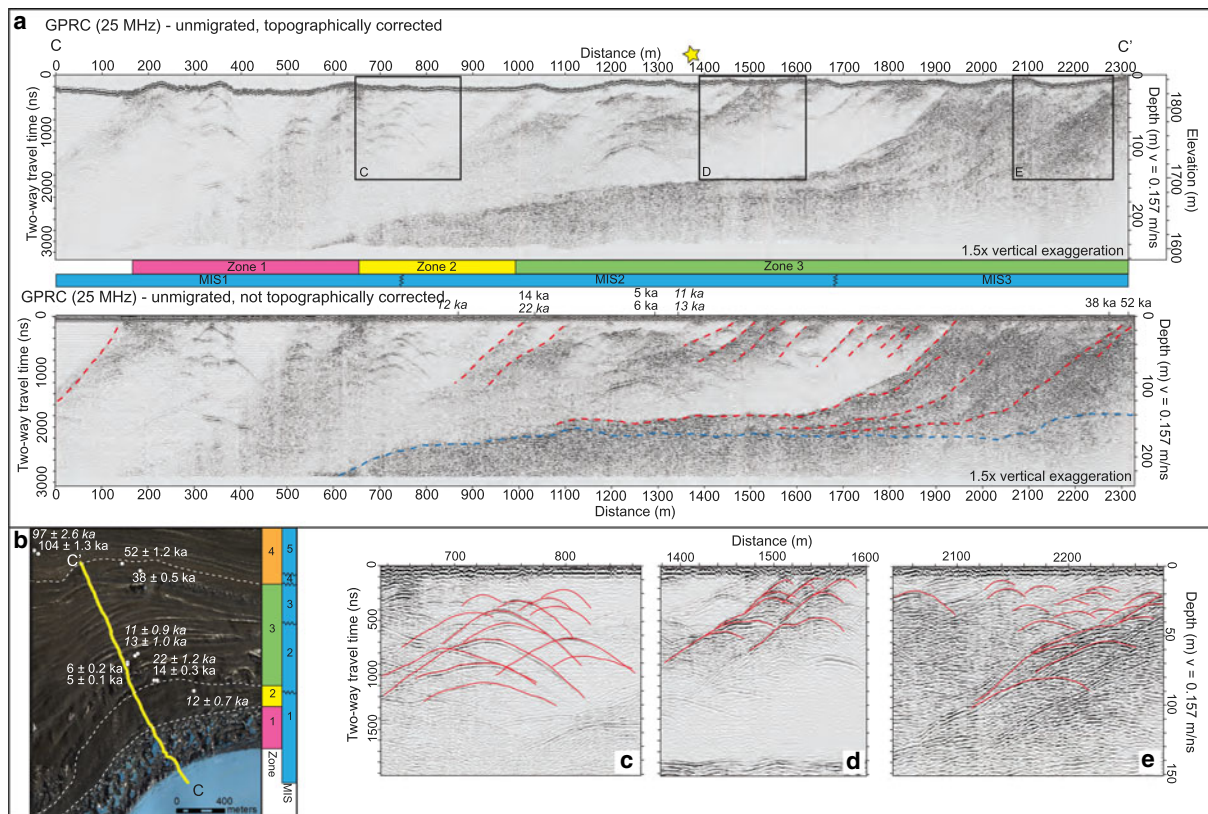 a
GPRC (25 MHz) - unmigrated, topographically corrected
C
Distance (m)
C'
0 100 200 300 400 500 600 700 800 900 1000 1100 1200 1300 1400 1500 1600 1700 1800 1900 2000 2100 2200 2300
Two-way travel time (ns)
0
1000
2000
3000
C
D
E
0
100
200
Depth (m) v = 0.157 m/ns
1800
1700
1600
Elevation (m)
1.5x vertical exaggeration
Zone 1 Zone 2 Zone 3
MIS1 MIS2 MIS3
GPRC (25 MHz) - unmigrated, not topographically corrected
12 ka
14 ka
22 ka
5 ka
6 ka
11 ka
13 ka
38 ka 52 ka
Two-way travel time (ns)
0
1000
2000
3000
0
100
200
Depth (m) v = 0.157 m/ns
1.5x vertical exaggeration
0 100 200 300 400 500 600 700 800 900 1000 1100 1200 1300 1400 1500 1600 1700 1800 1900 2000 2100 2200 2300
Distance (m)
b
97 ± 2.6 ka
104 ± 1.3 ka
C'
52 ± 1.2 ka
38 ± 0.5 ka
11 ± 0.9 ka
13 ± 1.0 ka
6 ± 0.2 ka
5 ± 0.1 ka
22 ± 1.2 ka
14 ± 0.3 ka
12 ± 0.7 ka
C
0 400
meters
4
3
2
1
Zone
5
4
3
2
1
MIS
Distance (m)
700 800
1400 1500 1600
2100 2200
Two-way travel time (ns)
0
500
1000
1500
0
50
100
150
Depth (m) v = 0.157 m/ns
c
d
e